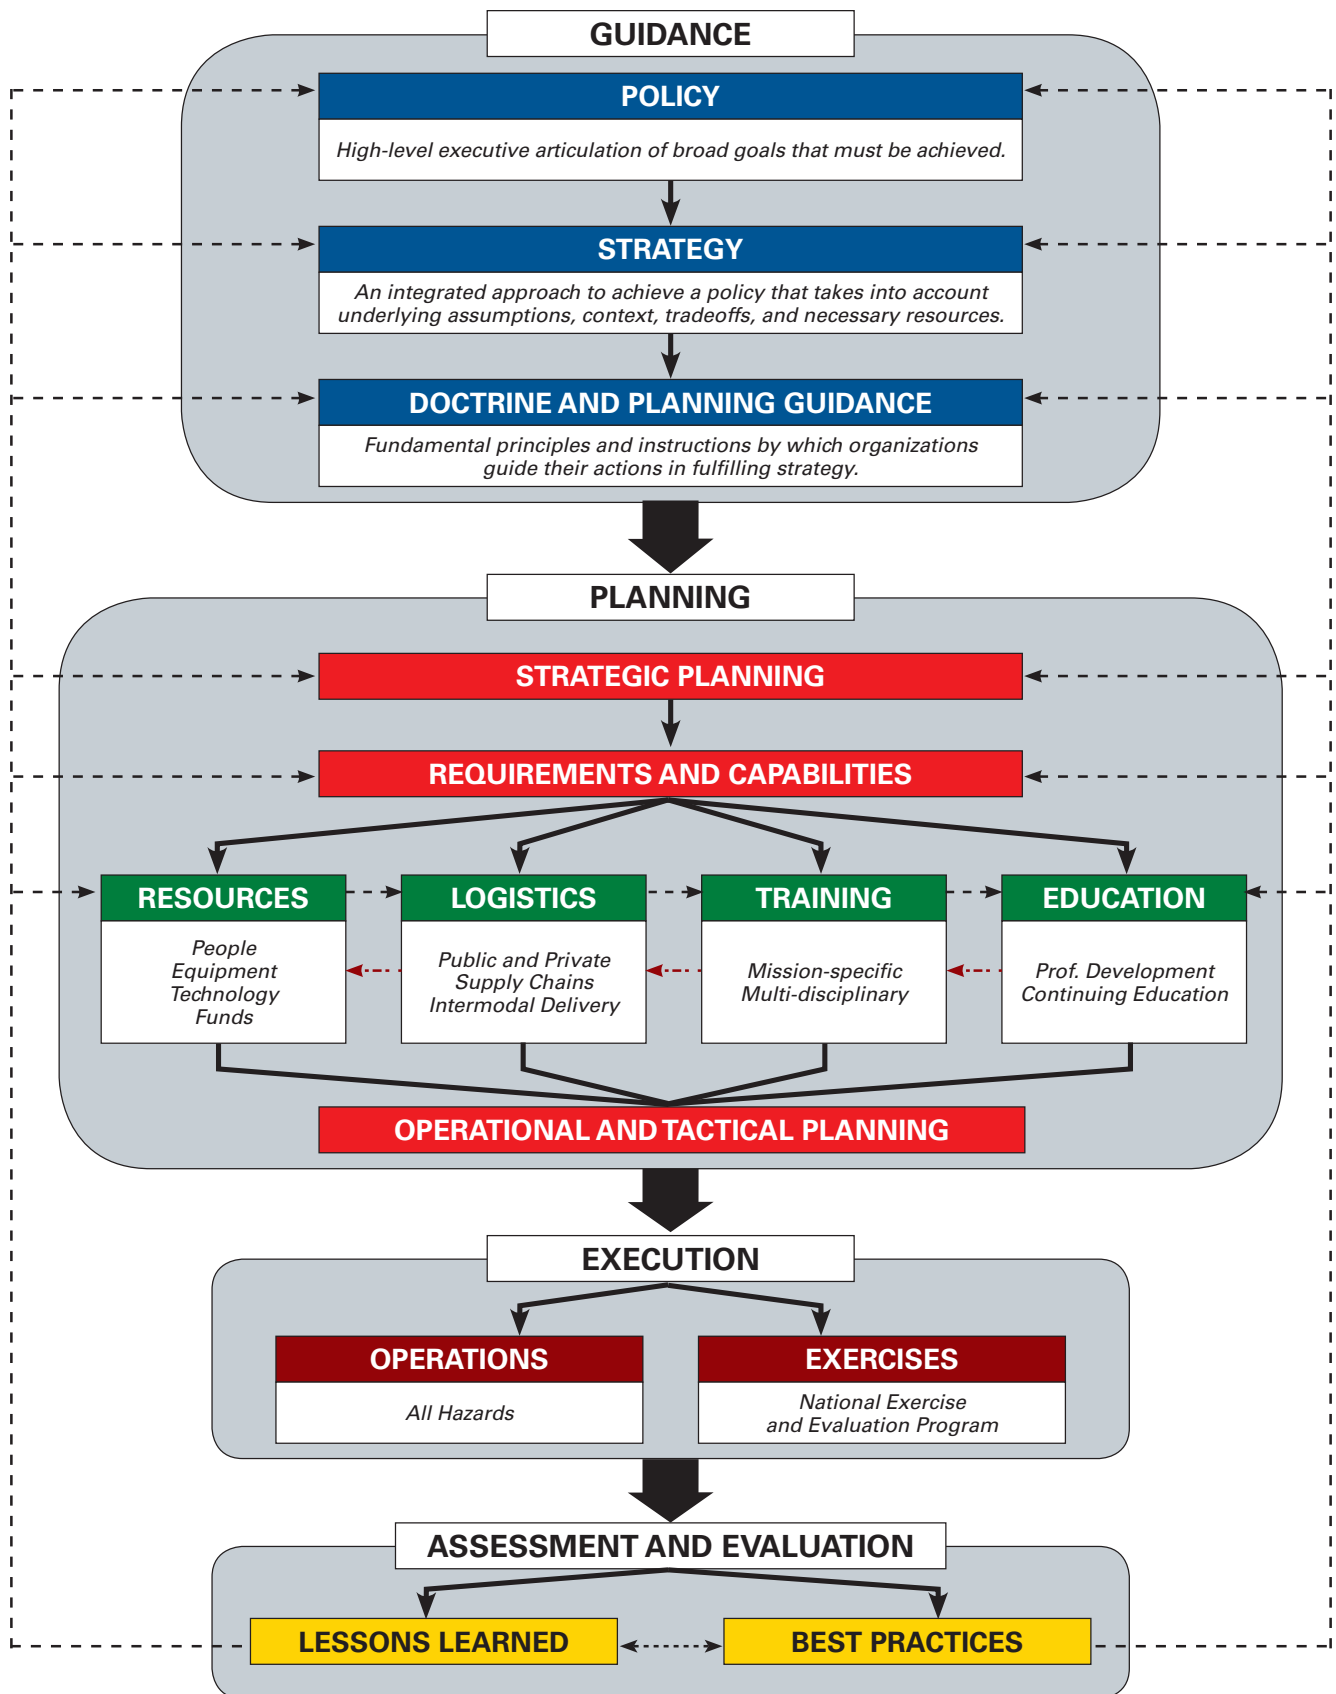 GUIDANCE
POLICY
High-level executive articulation of broad goals that must be achieved.
STRATEGY
An integrated approach to achieve a policy that takes into account
underlying assumptions, context, tradeoffs, and necessary resources.
DOCTRINE AND PLANNING GUIDANCE
Fundamental principles and instructions by which organizations
guide their actions in fulfilling strategy.
PLANNING
STRATEGIC PLANNING
REQUIREMENTS AND CAPABILITIES
RESOURCES
People
Equipment
Technology
Funds
LOGISTICS
Public and Private
Supply Chains
Intermodal Delivery
TRAINING
Mission-specific
Multi-disciplinary
EDUCATION
Prof. Development
Continuing Education
OPERATIONAL AND TACTICAL PLANNING
EXECUTION
OPERATIONS
All Hazards
EXERCISES
National Exercise
and Evaluation Program
ASSESSMENT AND EVALUATION
LESSONS LEARNED
BEST PRACTICES